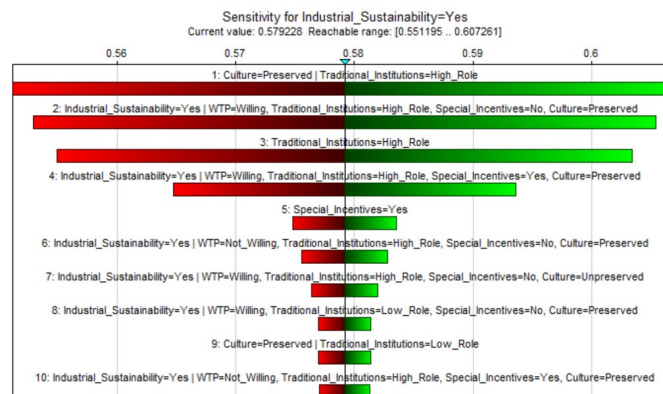 Sensitivity for Industrial_Sustainability=Yes
Current value: 0.579228 Reachable range: [0.551195 .. 0.607261]
0.56 0.57 0.58 0.59 0.6
1: Culture=Preserved | Traditional_Institutions=High_Role
2: Industrial_Sustainability=Yes | WTP=Willing, Traditional_Institutions=High_Role, Special_Incentives=No, Culture=Preserved
3: Traditional_Institutions=High_Role
4: Industrial_Sustainability=Yes | WTP=Willing, Traditional_Institutions=High_Role, Special_Incentives=Yes, Culture=Preserved
5: Special_Incentives=Yes
6: Industrial_Sustainability=Yes | WTP=Not_Willing, Traditional_Institutions=High_Role, Special_Incentives=No, Culture=Preserved
7: Industrial_Sustainability=Yes | WTP=Willing, Traditional_Institutions=High_Role, Special_Incentives=No, Culture=Unpreserved
8: Industrial_Sustainability=Yes | WTP=Willing, Traditional_Institutions=Low_Role, Special_Incentives=No, Culture=Preserved
9: Culture=Preserved | Traditional_Institutions=Low_Role
10: Industrial_Sustainability=Yes | WTP=Not_Willing, Traditional_Institutions=High_Role, Special_Incentives=Yes, Culture=Preserved